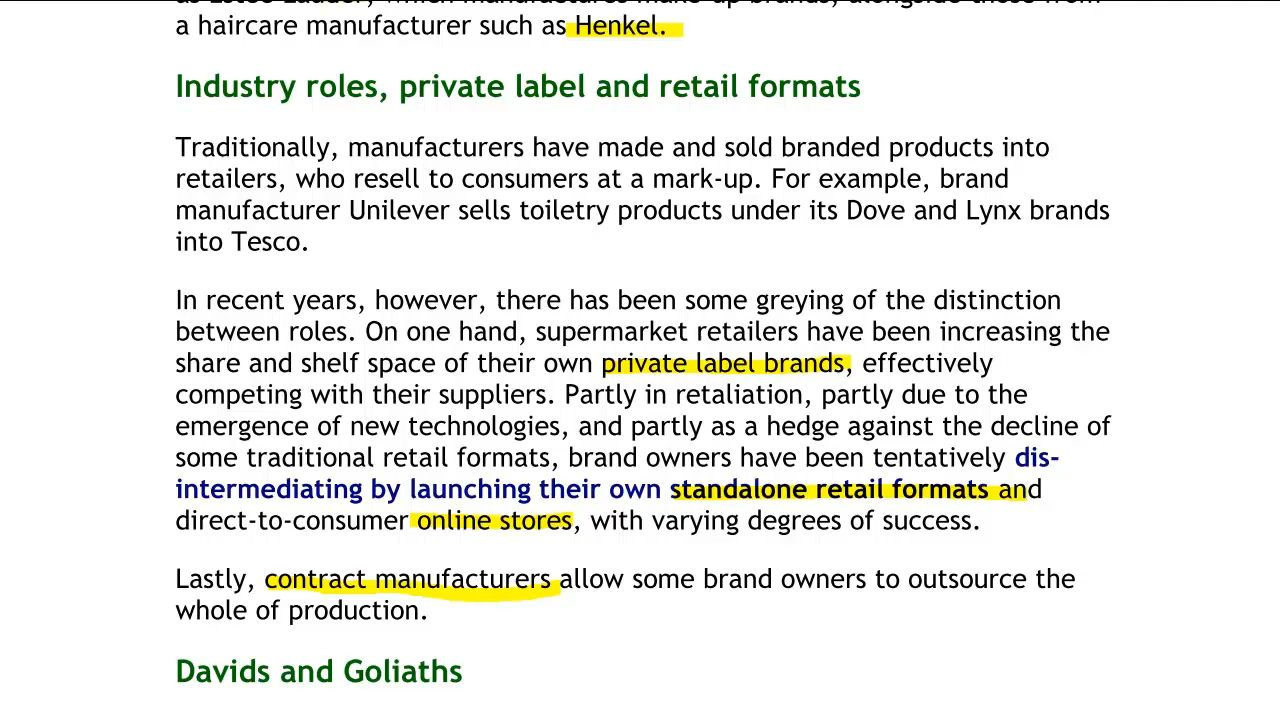 a haircare manufacturer such as Henkel.
Industry roles, private label and retail formats
Traditionally, manufacturers have made and sold branded products into
retailers, who resell to consumers at a mark-up. For example, brand
manufacturer Unilever sells toiletry products under its Dove and Lynx brands
into Tesco.
In recent years, however, there has been some greying of the distinction
between roles. On one hand, supermarket retailers have been increasing the
share and shelf space of their own private label brands, effectively
competing with their suppliers. Partly in retaliation, partly due to the
emergence of new technologies, and partly as a hedge against the decline of
some traditional retail formats, brand owners have been tentatively dis-
intermediating by launching their own standalone retail formats and
direct-to-consumer online stores, with varying degrees of success.
Lastly, contract manufacturers allow some brand owners to outsource the
whole of production.
Davids and Goliaths